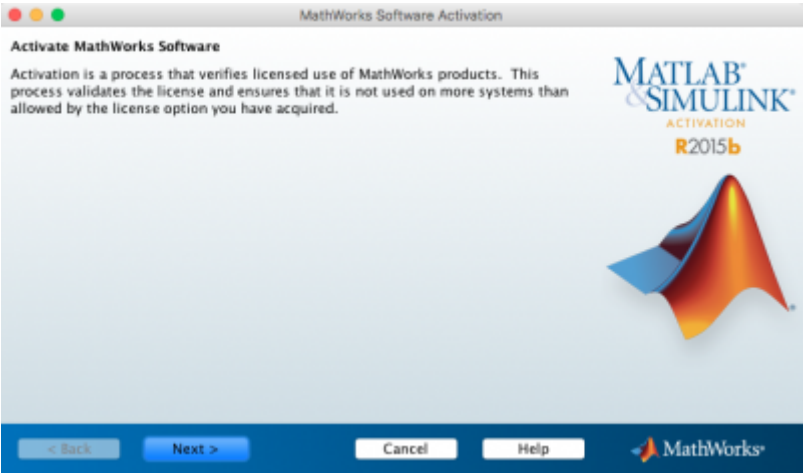 MathWorks Software Activation
Activate MathWorks Software
Activation is a process that verifies licensed use of MathWorks products. This
process validates the license and ensures that it is not used on more systems than
allowed by the license option you have acquired.
MATLAB®
&SIMULINK®
ACTIVATION
R2015b
< Back
Next >
Cancel
Help
MathWorks®